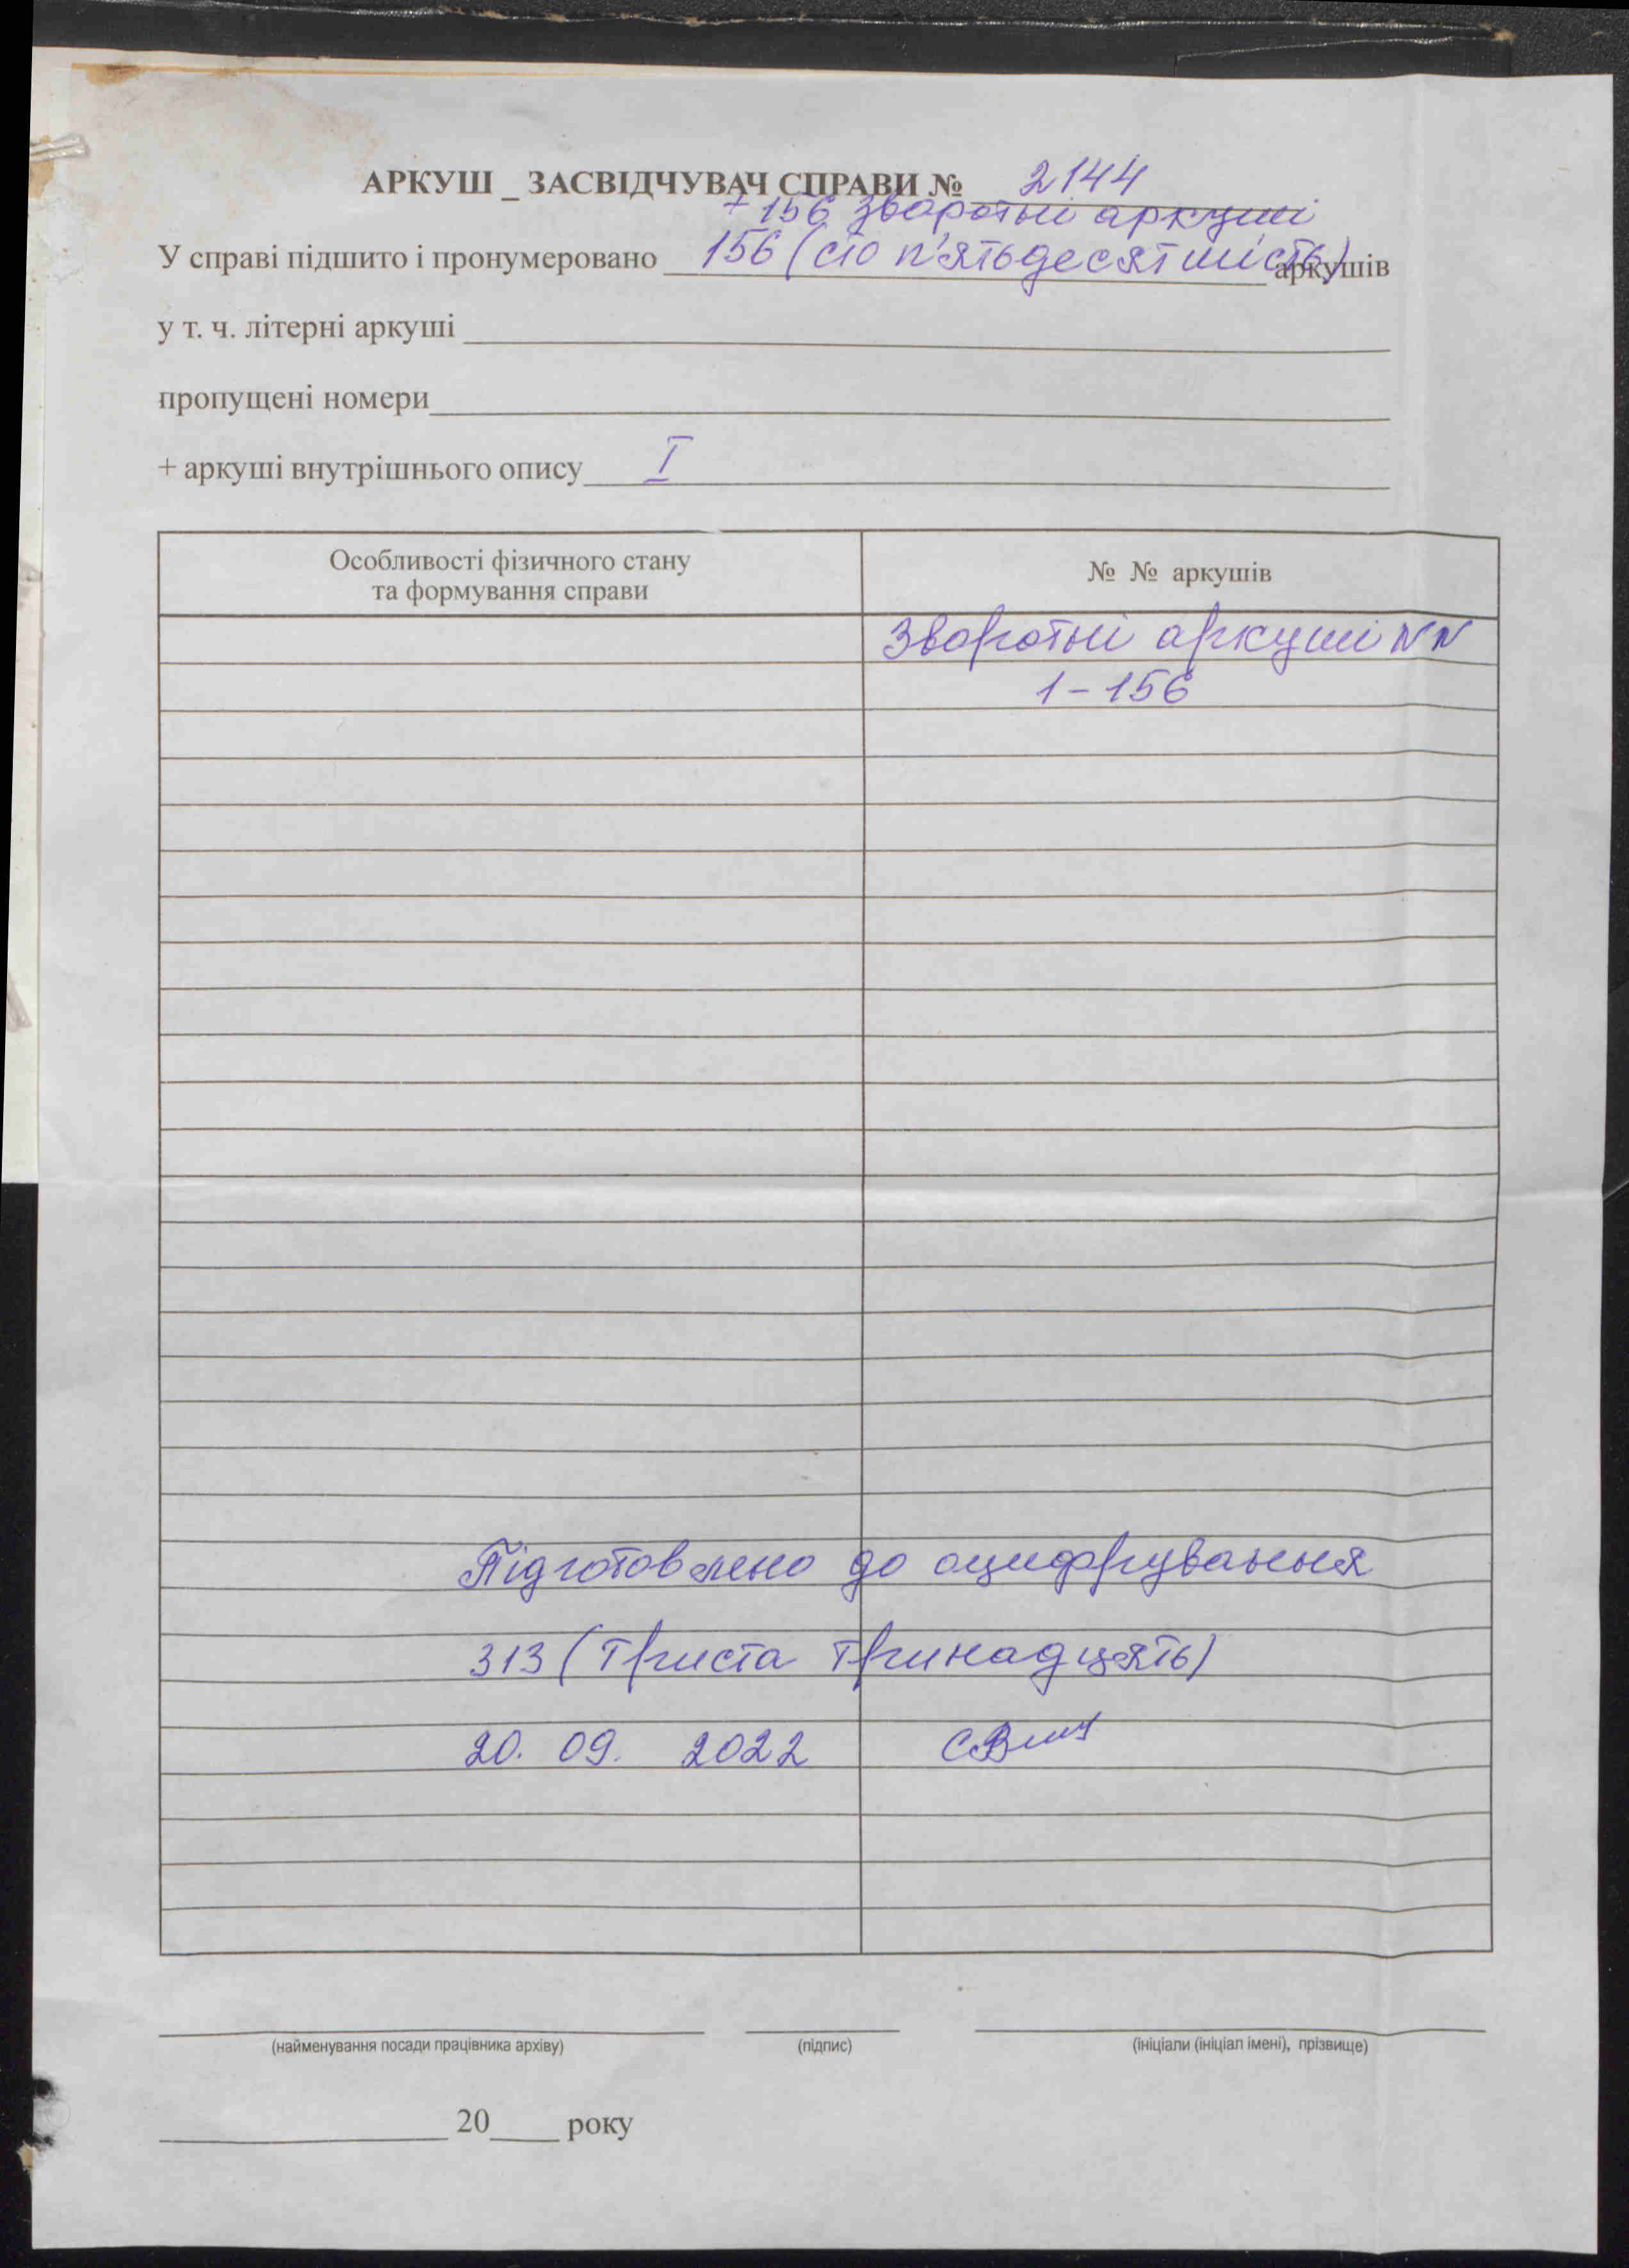 АРКУШ _ ЗАСВІДЧУВАЧ СПРАВИ № 2144
+ 156 зворотні аркуші
У справі підшито і пронумеровано 156 (сто п'ятьдесят шість) аркушів
у т. ч. літерні аркуші
пропущені номери
+ аркуші внутрішнього опису I
Особливості фізичного стану
та формування справи
№ № аркушів
Зворотні аркуші NN
1-156
Підготовлено до оцифрування
313 (триста тринадцять)
20. 09. 2022
(найменування посади працівника архіву) (підпис) (ініціали (ініціал імені), прізвище)
20 року